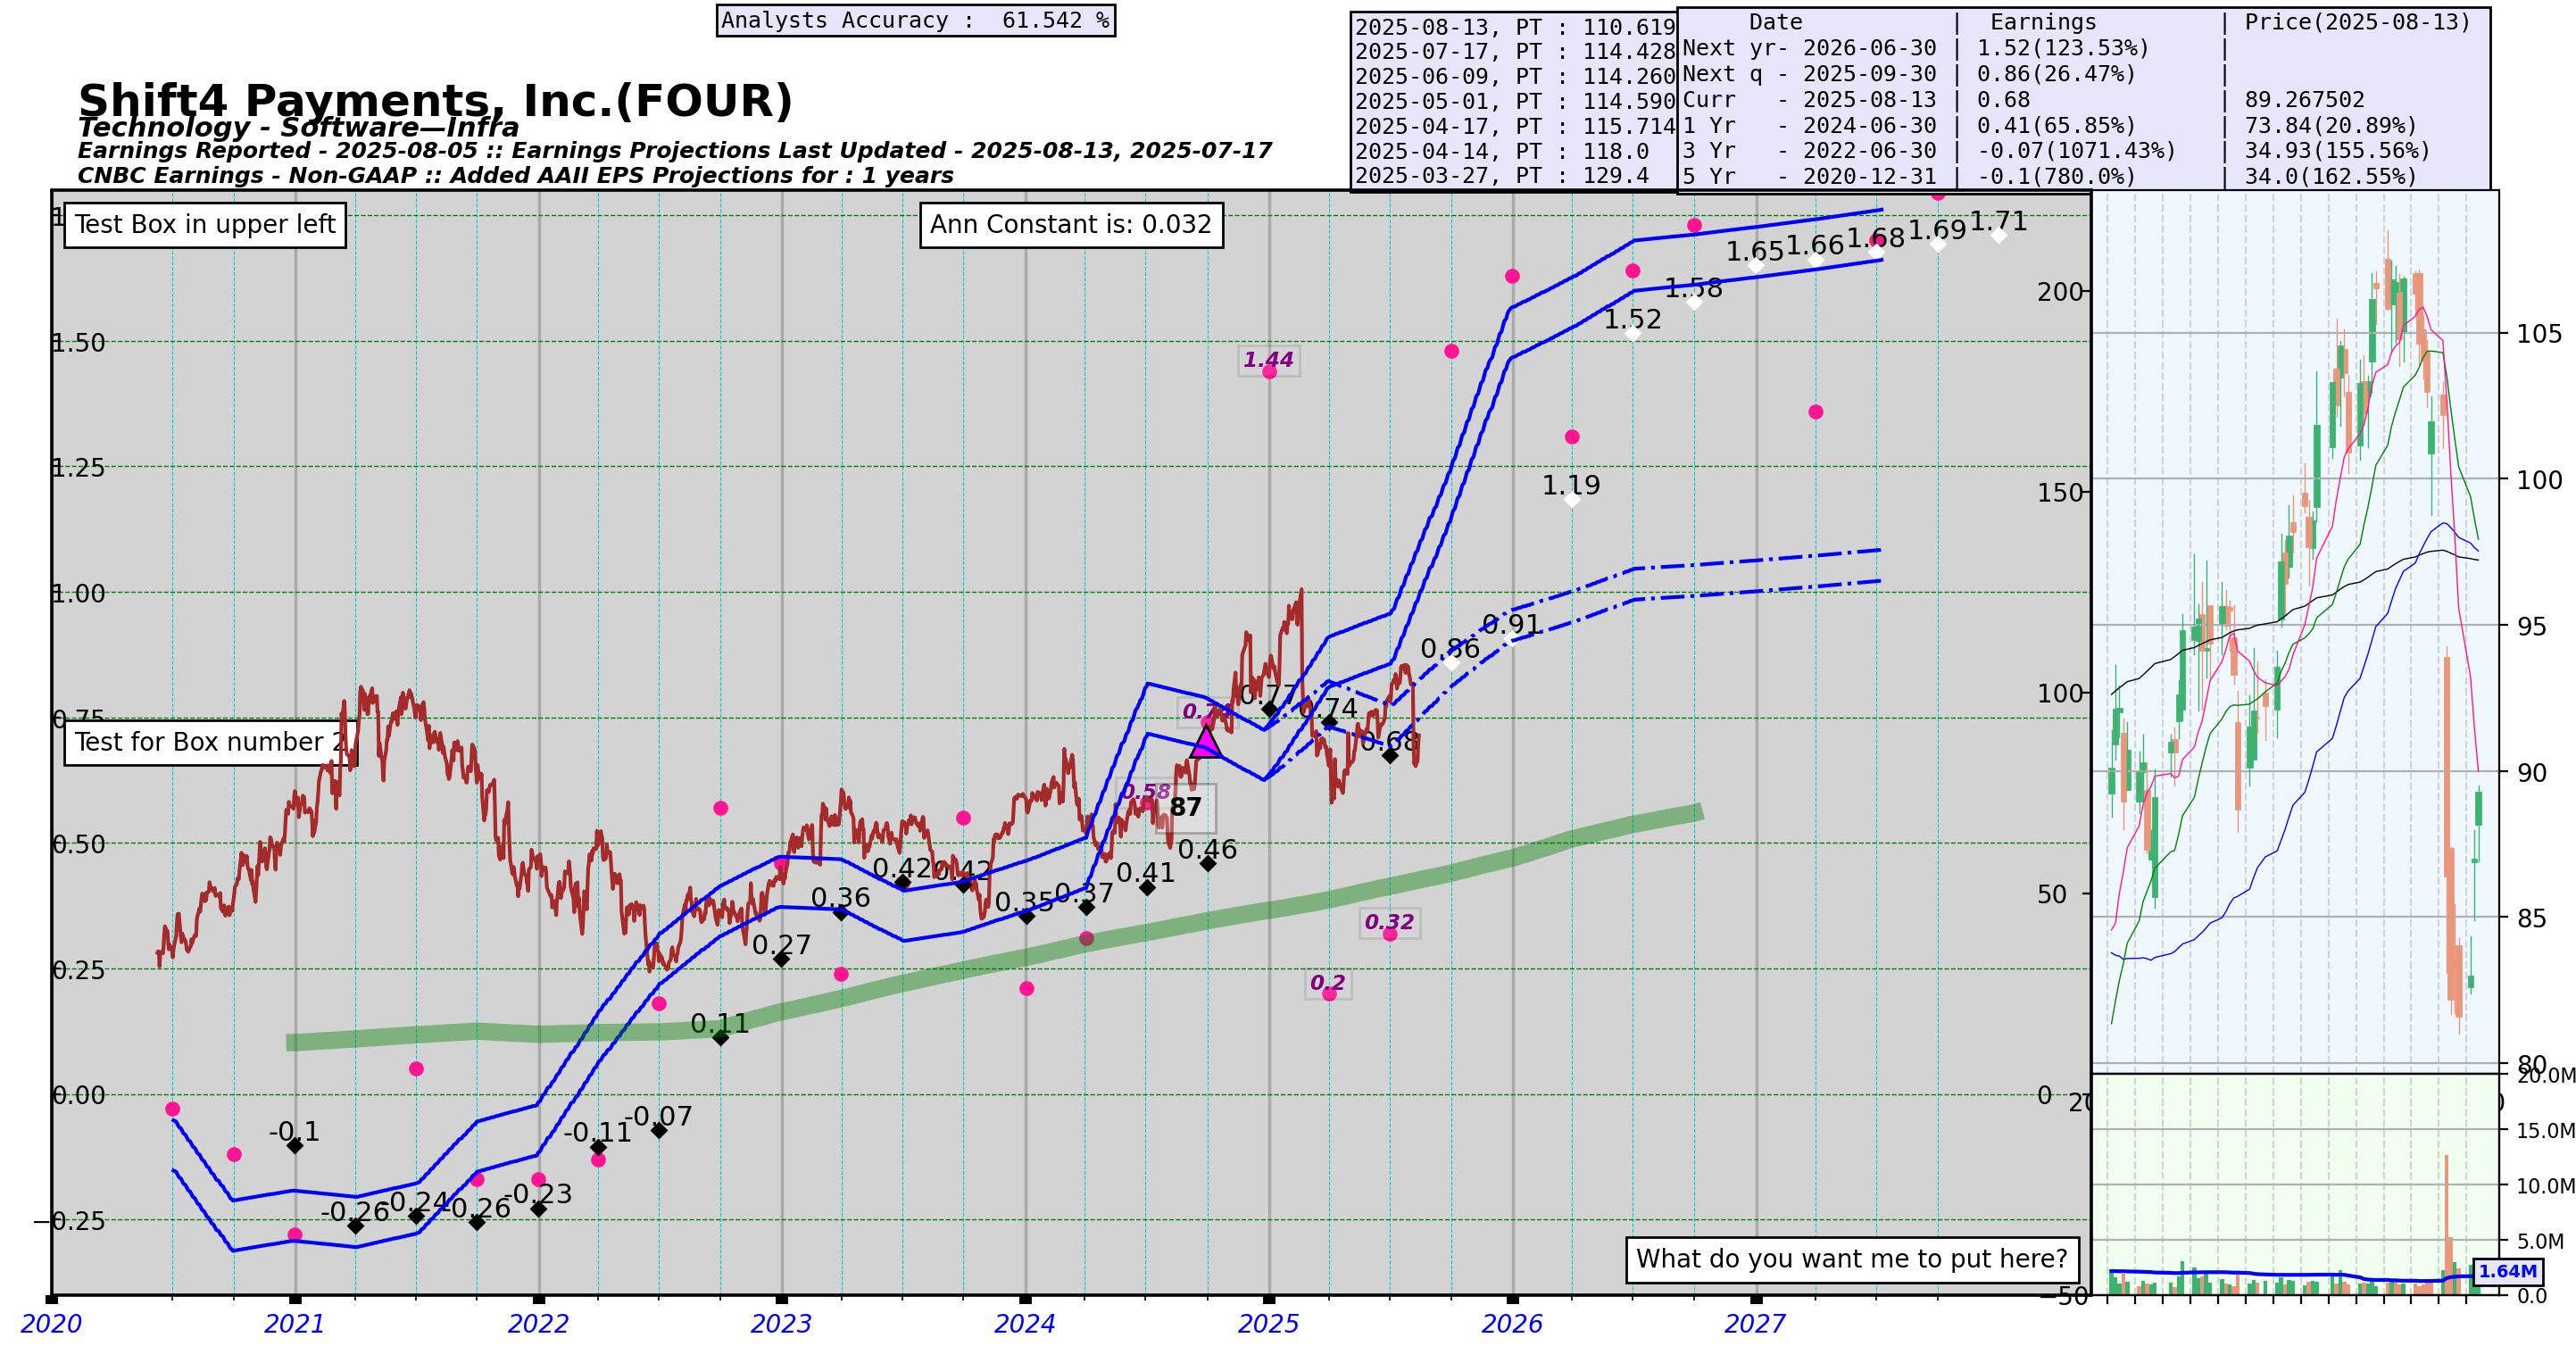 Analysts Accuracy :  61.542 %
2025-08-13, PT : 110.619
2025-07-17, PT : 114.428
2025-06-09, PT : 114.260
2025-05-01, PT : 114.590
2025-04-17, PT : 115.714
2025-04-14, PT : 118.0
2025-03-27, PT : 129.4
Date | Earnings | Price(2025-08-13)
Next yr- 2026-06-30 | 1.52(123.53%) |
Next q - 2025-09-30 | 0.86(26.47%) |
Curr - 2025-08-13 | 0.68 | 89.267502
1 Yr - 2024-06-30 | 0.41(65.85%) | 73.84(20.89%)
3 Yr - 2022-06-30 | -0.07(1071.43%) | 34.93(155.56%)
5 Yr - 2020-12-31 | -0.1(780.0%) | 34.0(162.55%)
Shift4 Payments, Inc.(FOUR)
Technology - Software—Infra
Earnings Reported - 2025-08-05 :: Earnings Projections Last Updated - 2025-08-13, 2025-07-17
CNBC Earnings - Non-GAAP :: Added AAII EPS Projections for : 1 years
Test Box in upper left
Ann Constant is: 0.032
Test for Box number 2
What do you want me to put here?
1.50
1.25
1.00
0.75
0.50
0.25
0.00
−0.25
-0.1
-0.26
-0.24
-0.26
-0.23
-0.11
-0.07
0.11
0.27
0.36
0.42
0.42
0.35
0.37
0.41
0.46
0.77
0.74
0.68
0.86
0.91
1.19
1.52
1.58
1.65
1.66
1.68
1.69
1.71
0.58
87
1.44
0.2
0.32
200
150
100
50
0
−50
105
100
95
90
85
80
20.0M
15.0M
10.0M
5.0M
0.0
1.64M
2020
2021
2022
2023
2024
2025
2026
2027